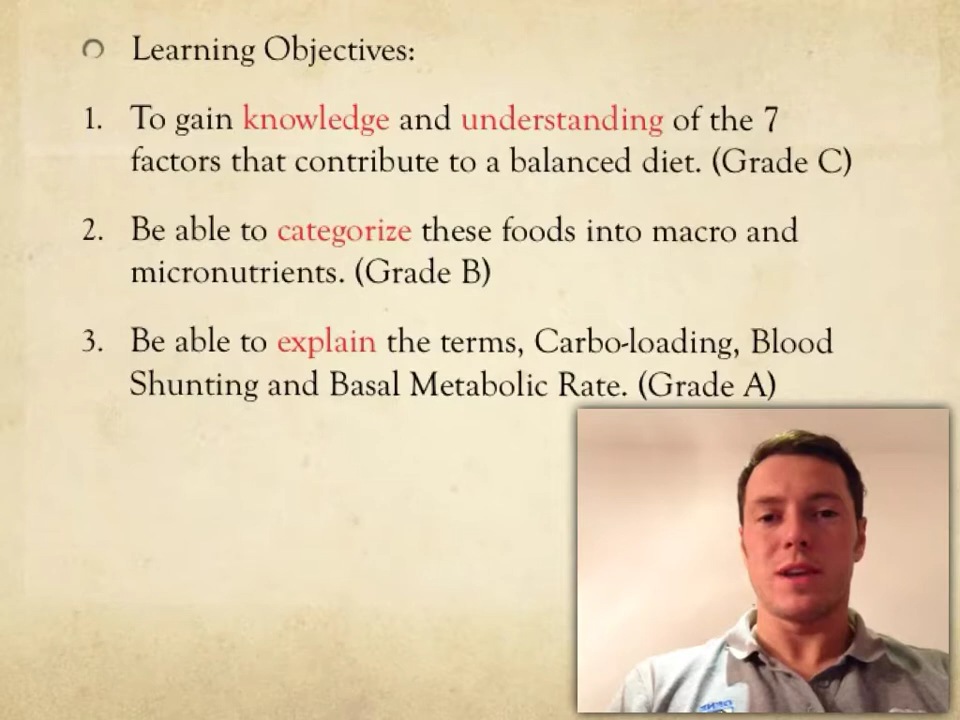 Learning Objectives:
1. To gain knowledge and understanding of the 7
factors that contribute to a balanced diet. (Grade C)
2. Be able to categorize these foods into macro and
micronutrients. (Grade B)
3. Be able to explain the terms, Carbo-loading, Blood
Shunting and Basal Metabolic Rate. (Grade A)